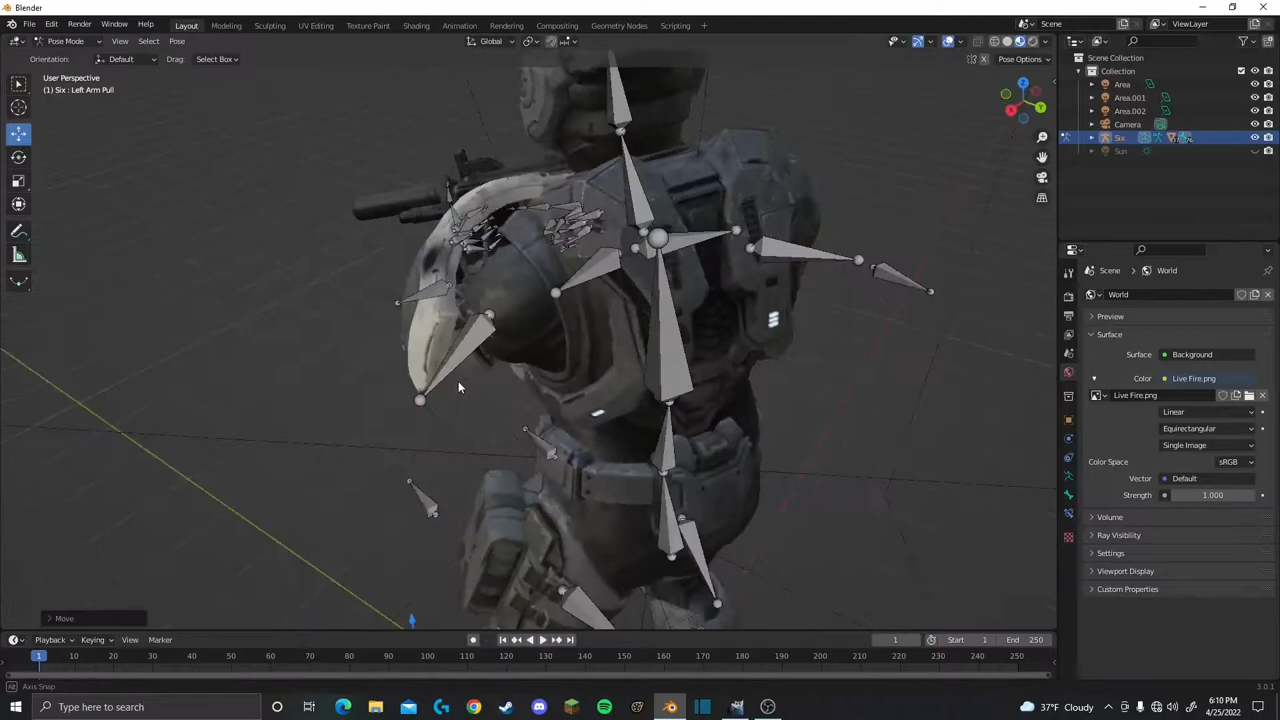 Blender
File Edit Render Window Help Layout Modeling Sculpting UV Editing Texture Paint Shading Animation Rendering Compositing Geometry Nodes Scripting + Scene ViewLayer
Pose Mode View Select Pose Global X Pose Options
Orientation: Default Drag: Select Box
User Perspective
(1) Six : Left Arm Pull
Z
Y
X
Scene Collection
Collection
Area
Area.001
Area.002
Camera
Six
Sun
Scene > World
World
Preview
Surface
Surface Background
Color Live Fire.png
Live Fire.png
Linear
Equirectangular
Single Image
Color Space sRGB
Vector Default
Strength 1.000
Volume
Ray Visibility
Settings
Viewport Display
Custom Properties
> Move
Playback Keying View Marker 1 Start 1 End 250
1 10 20 30 40 50 60 70 80 90 100 110 120 130 140 150 160 170 180 190 200 210 220 230 240 250
Axis Snap 3.0.1
Type here to search 37°F Cloudy 6:10 PM
4/25/2022